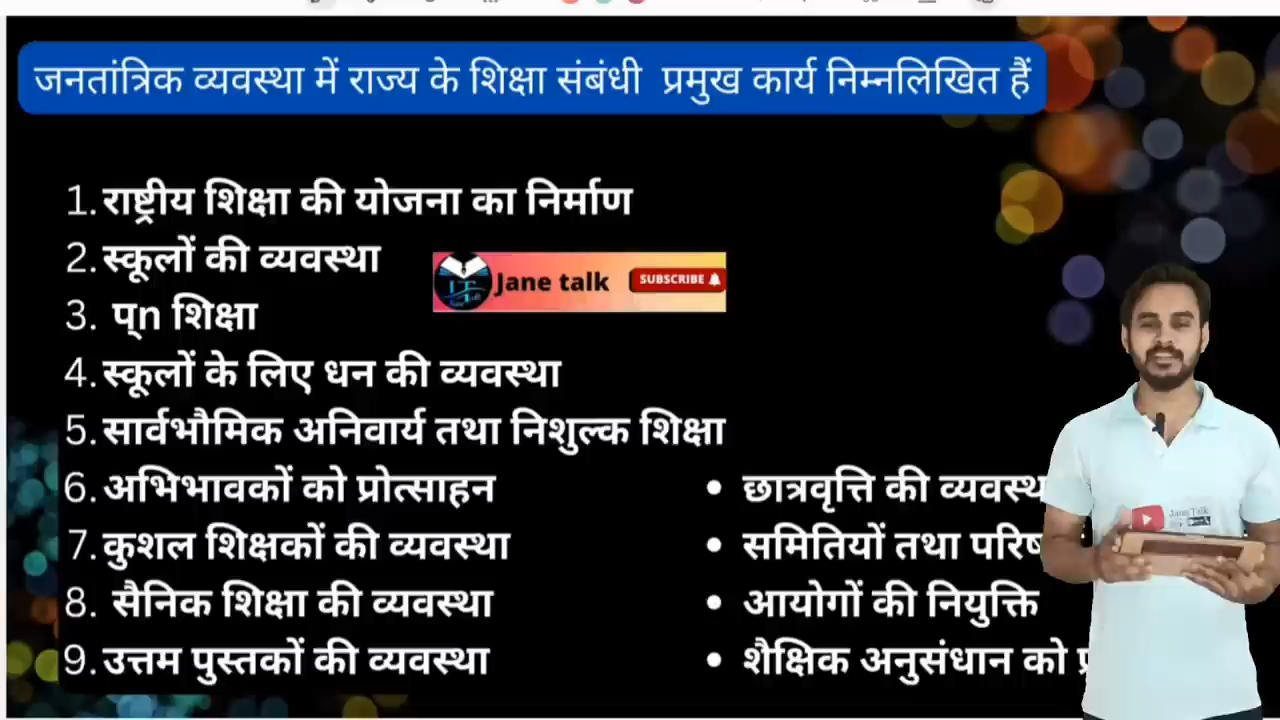 जनतांत्रिक व्यवस्था में राज्य के शिक्षा संबंधी प्रमुख कार्य निम्नलिखित हैं
1. राष्ट्रीय शिक्षा की योजना का निर्माण
2. स्कूलों की व्यवस्था
Jane talk
SUBSCRIBE
3. प्n शिक्षा
4. स्कूलों के लिए धन की व्यवस्था
5. सार्वभौमिक अनिवार्य तथा निशुल्क शिक्षा
6. अभिभावकों को प्रोत्साहन
7. कुशल शिक्षकों की व्यवस्था
8. सैनिक शिक्षा की व्यवस्था
9. उत्तम पुस्तकों की व्यवस्था
• छात्रवृत्ति की
• समितियों तथा
• आयोगों की नियुक्ति
• शैक्षिक अनुसंधान को
Jane Talk